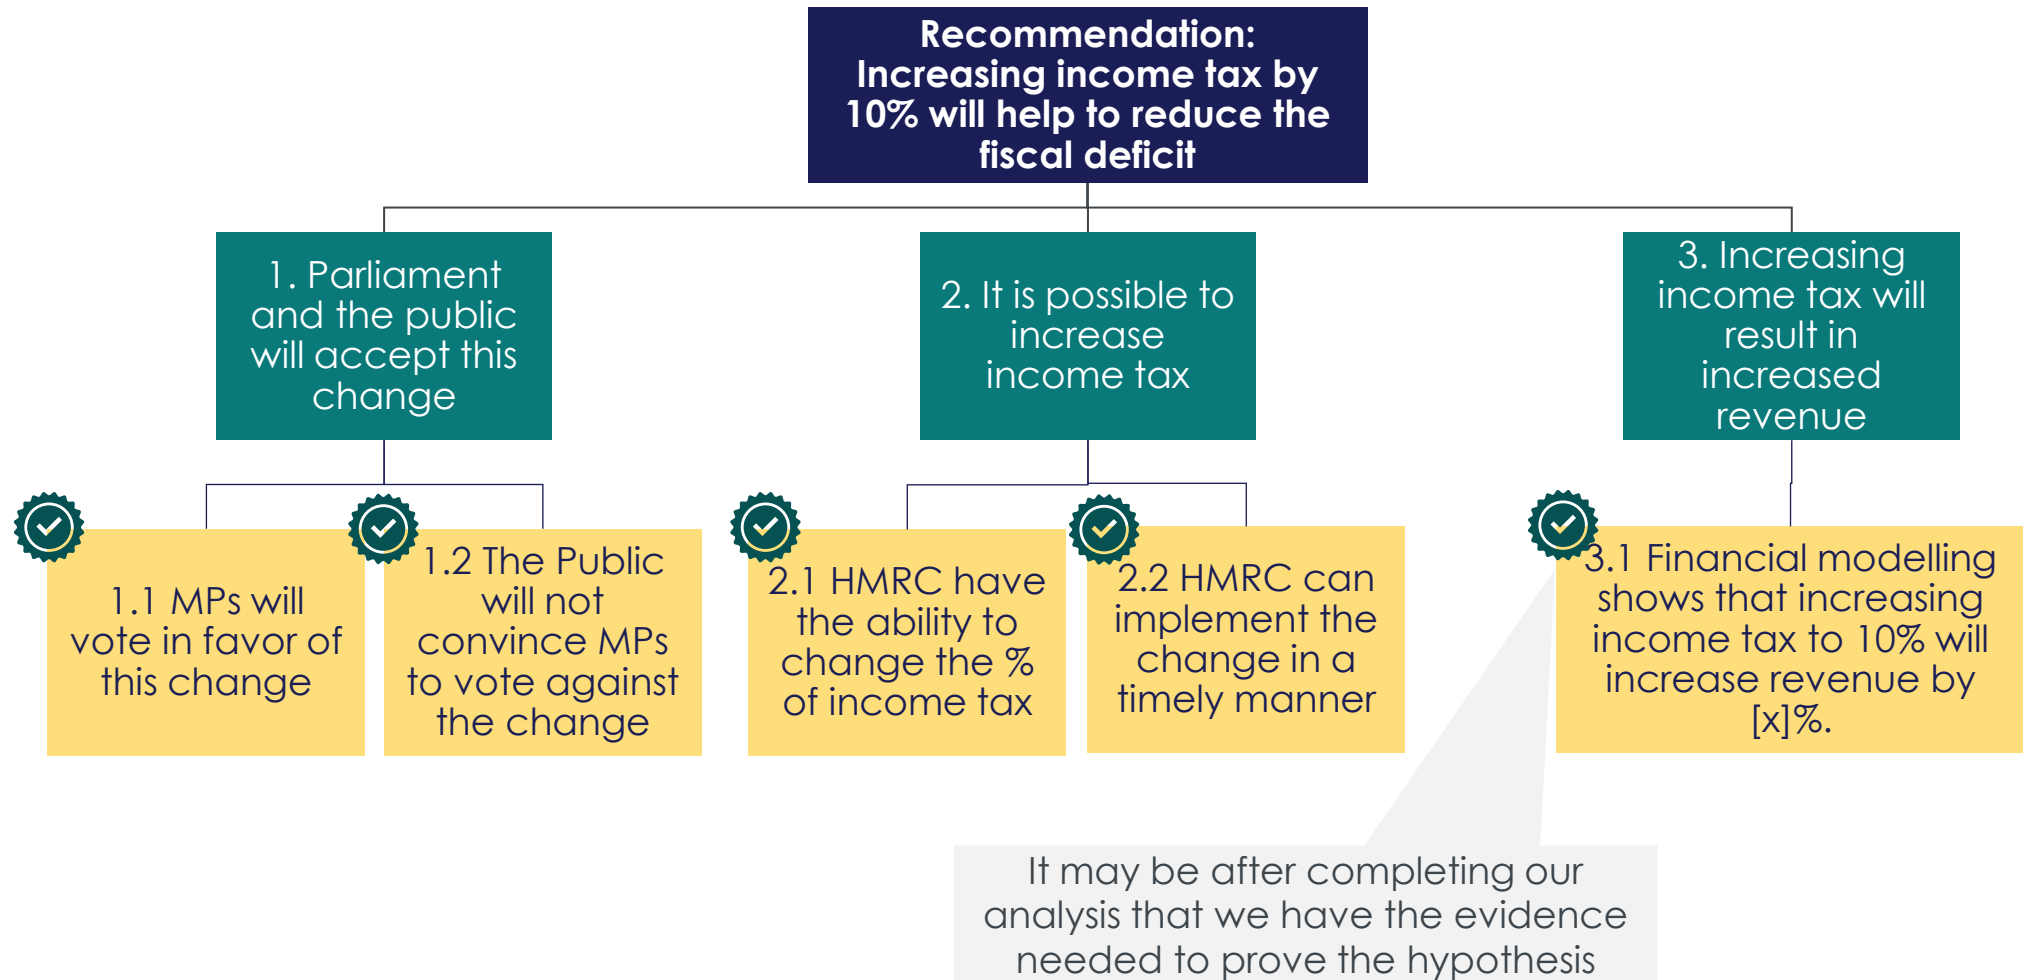 Recommendation:
Increasing income tax by
10% will help to reduce the
fiscal deficit
1. Parliament
and the public
will accept this
change
2. It is possible to
increase
income tax
3. Increasing
income tax will
result in
increased
revenue
1.1 MPs will
vote in favor of
this change
1.2 The Public
will not
convince MPs
to vote against
the change
2.1 HMRC have
the ability to
change the %
of income tax
2.2 HMRC can
implement the
change in a
timely manner
3.1 Financial modelling
shows that increasing
income tax to 10% will
increase revenue by
[x]%.
It may be after completing our
analysis that we have the evidence
needed to prove the hypothesis